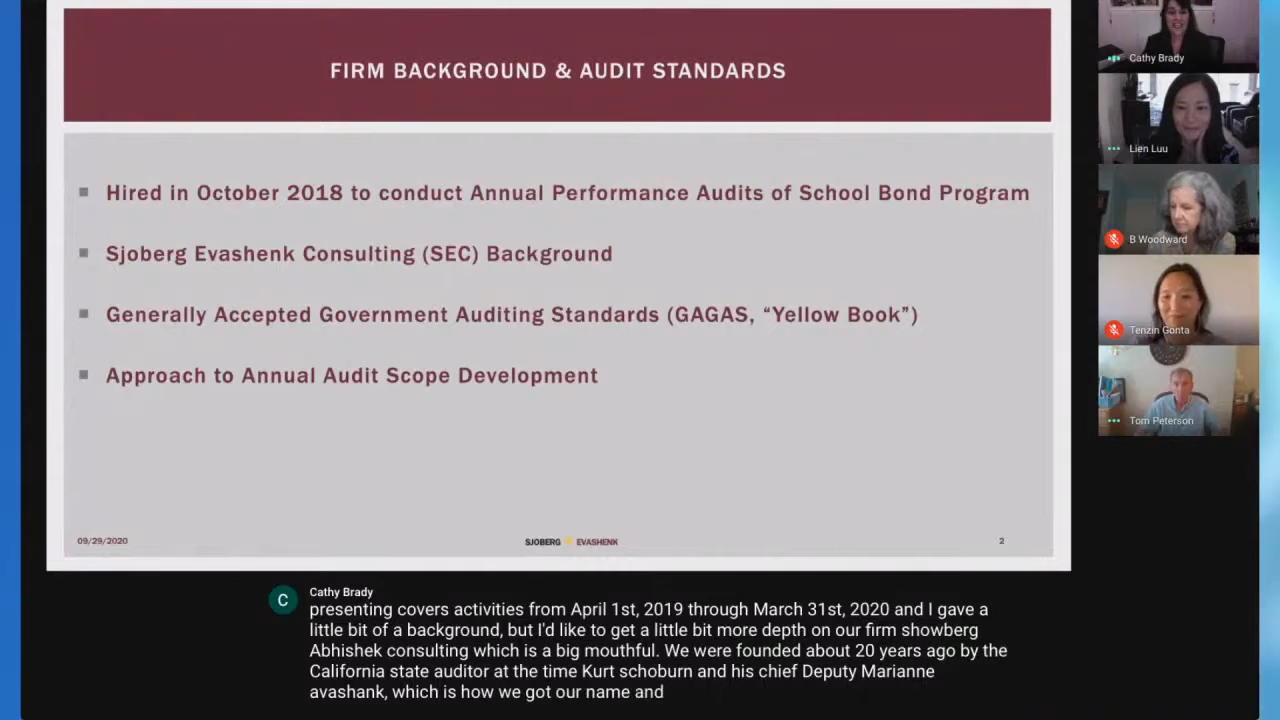 FIRM BACKGROUND & AUDIT STANDARDS
Hired in October 2018 to conduct Annual Performance Audits of School Bond Program
Sjoberg Evashenk Consulting (SEC) Background
Generally Accepted Government Auditing Standards (GAGAS, “Yellow Book”)
Approach to Annual Audit Scope Development
09/29/2020
SJOBERG EVASHENK
2
Cathy Brady
Lien Luu
B Woodward
Tenzin Gonta
Tom Peterson
C
Cathy Brady
presenting covers activities from April 1st, 2019 through March 31st, 2020 and I gave a
little bit of a background, but I'd like to get a little bit more depth on our firm showberg
Abhishek consulting which is a big mouthful. We were founded about 20 years ago by the
California state auditor at the time Kurt schoburn and his chief Deputy Marianne
avashank, which is how we got our name and